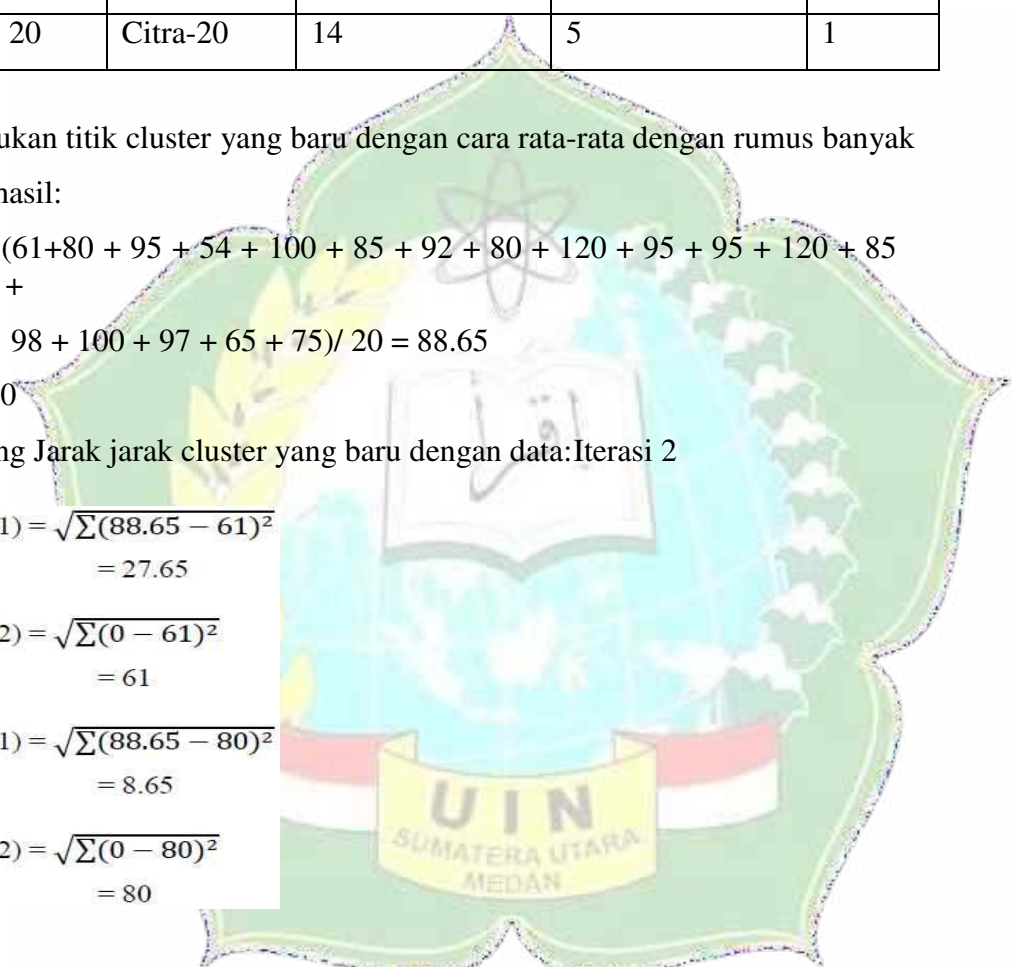 20 Citra-20 14 5 1
ukan titik cluster yang baru dengan cara rata-rata dengan rumus banyak
hasil:
(61+80 + 95 + 54 + 100 + 85 + 92 + 80 + 120 + 95 + 95 + 120 + 85
+
98 + 100 + 97 + 65 + 75)/ 20 = 88.65
0
ng Jarak jarak cluster yang baru dengan data:Iterasi 2
1) = √∑(88.65 − 61)²
= 27.65
2) = √∑(0 − 61)²
= 61
1) = √∑(88.65 − 80)²
= 8.65
2) = √∑(0 − 80)²
= 80
UIN
SUMATERA UTARA
MEDAN